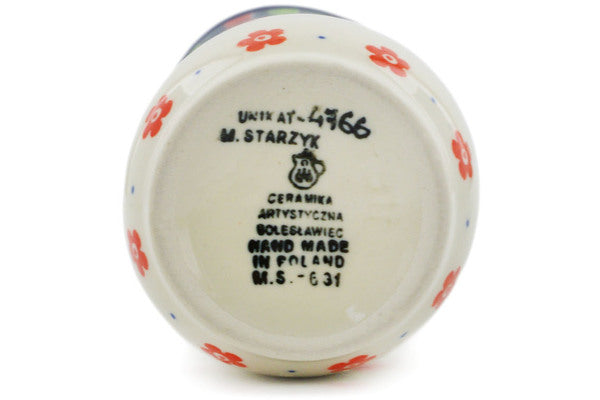 UNIKAT-4766
M. STARZYK
CERAMIKA
ARTYSTYCZNA
BOLESŁAWIEC
HAND MADE
IN POLAND
M.S.-631